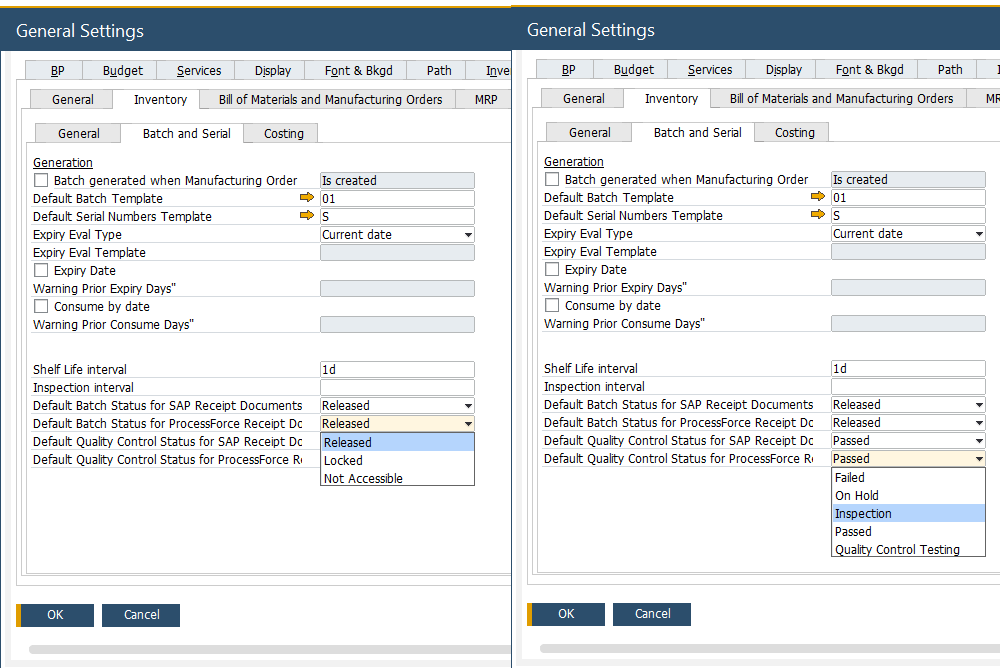 General Settings
BP Budget Services Display Font & Bkgd Path Inve
General Inventory Bill of Materials and Manufacturing Orders MRP
General Batch and Serial Costing
Generation
Batch generated when Manufacturing Order Is created
Default Batch Template 01
Default Serial Numbers Template S
Expiry Eval Type Current date
Expiry Eval Template
Expiry Date
Warning Prior Expiry Days"
Consume by date
Warning Prior Consume Days"
Shelf Life interval 1d
Inspection interval
Default Batch Status for SAP Receipt Documents Released
Default Batch Status for ProcessForce Receipt Do Released
Default Quality Control Status for SAP Receipt Do Released
Default Quality Control Status for ProcessForce Re Locked
Not Accessible
OK Cancel
General Settings
BP Budget Services Display Font & Bkgd Path I
General Inventory Bill of Materials and Manufacturing Orders MR
General Batch and Serial Costing
Generation
Batch generated when Manufacturing Order Is created
Default Batch Template 01
Default Serial Numbers Template S
Expiry Eval Type Current date
Expiry Eval Template
Expiry Date
Warning Prior Expiry Days"
Consume by date
Warning Prior Consume Days"
Shelf Life interval 1d
Inspection interval
Default Batch Status for SAP Receipt Documents Released
Default Batch Status for ProcessForce Receipt Do Released
Default Quality Control Status for SAP Receipt Do Passed
Default Quality Control Status for ProcessForce Re Passed
Failed
On Hold
Inspection
Passed
Quality Control Testing
OK Cancel